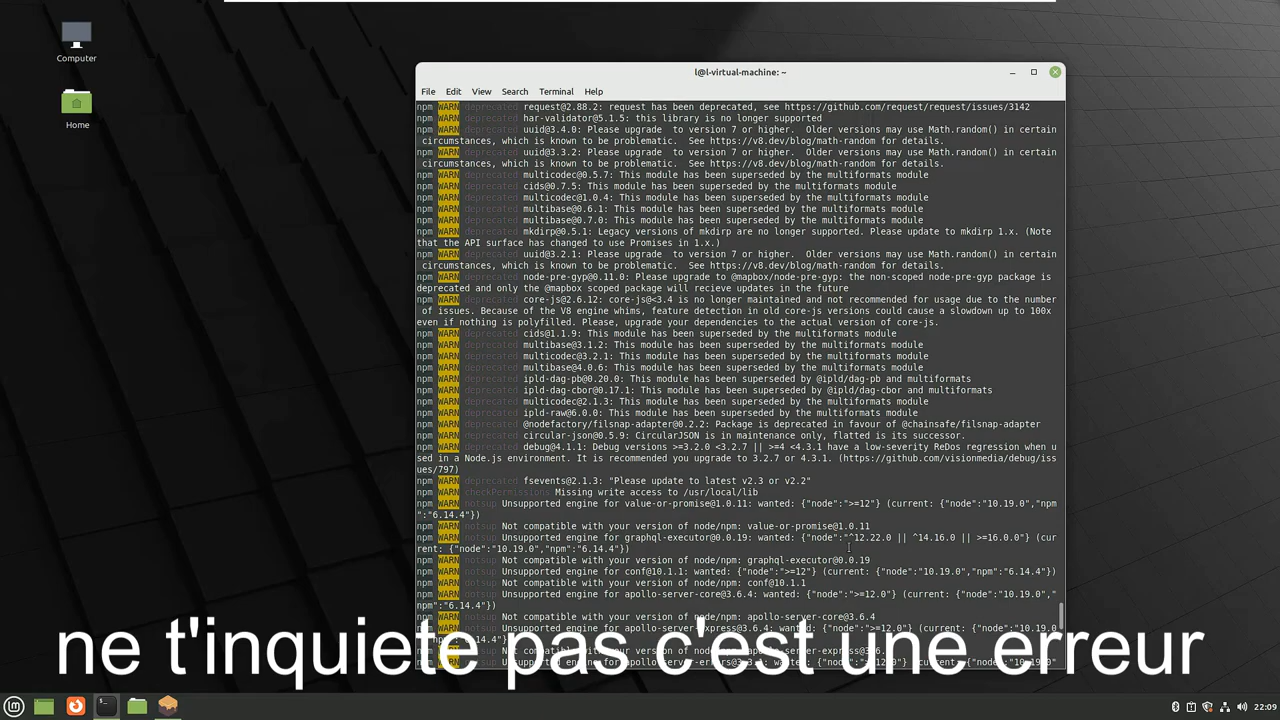 Computer
Home
l@l-virtual-machine: ~
File Edit View Search Terminal Help
npm WARN deprecated request@2.88.2: request has been deprecated, see https://github.com/request/request/issues/3142
npm WARN deprecated har-validator@5.1.5: this library is no longer supported
npm WARN deprecated uuid@3.4.0: Please upgrade  to version 7 or higher.  Older versions may use Math.random() in certain
 circumstances, which is known to be problematic.  See https://v8.dev/blog/math-random for details.
npm WARN deprecated uuid@3.3.2: Please upgrade  to version 7 or higher.  Older versions may use Math.random() in certain
 circumstances, which is known to be problematic.  See https://v8.dev/blog/math-random for details.
npm WARN deprecated multicodec@0.5.7: This module has been superseded by the multiformats module
npm WARN deprecated cids@0.7.5: This module has been superseded by the multiformats module
npm WARN deprecated multicodec@1.0.4: This module has been superseded by the multiformats module
npm WARN deprecated multibase@0.6.1: This module has been superseded by the multiformats module
npm WARN deprecated multibase@0.7.0: This module has been superseded by the multiformats module
npm WARN deprecated mkdirp@0.5.1: Legacy versions of mkdirp are no longer supported. Please update to mkdirp 1.x. (Note
that the API surface has changed to use Promises in 1.x.)
npm WARN deprecated uuid@3.2.1: Please upgrade  to version 7 or higher.  Older versions may use Math.random() in certain
 circumstances, which is known to be problematic.  See https://v8.dev/blog/math-random for details.
npm WARN deprecated node-pre-gyp@0.11.0: Please upgrade to @mapbox/node-pre-gyp: the non-scoped node-pre-gyp package is
deprecated and only the @mapbox scoped package will recieve updates in the future
npm WARN deprecated core-js@2.6.12: core-js@<3.4 is no longer maintained and not recommended for usage due to the number
 of issues. Because of the V8 engine whims, feature detection in old core-js versions could cause a slowdown up to 100x
even if nothing is polyfilled. Please, upgrade your dependencies to the actual version of core-js.
npm WARN deprecated cids@1.1.9: This module has been superseded by the multiformats module
npm WARN deprecated multibase@3.1.2: This module has been superseded by the multiformats module
npm WARN deprecated multicodec@3.2.1: This module has been superseded by the multiformats module
npm WARN deprecated multibase@4.0.6: This module has been superseded by the multiformats module
npm WARN deprecated ipld-dag-pb@0.20.0: This module has been superseded by @ipld/dag-pb and multiformats
npm WARN deprecated ipld-dag-cbor@0.17.1: This module has been superseded by @ipld/dag-cbor and multiformats
npm WARN deprecated multicodec@2.1.3: This module has been superseded by the multiformats module
npm WARN deprecated ipld-raw@6.0.0: This module has been superseded by the multiformats module
npm WARN deprecated @nodefactory/filsnap-adapter@0.2.2: Package is deprecated in favour of @chainsafe/filsnap-adapter
npm WARN deprecated circular-json@0.5.9: CircularJSON is in maintenance only, flatted is its successor.
npm WARN deprecated debug@4.1.1: Debug versions >=3.2.0 <3.2.7 || >=4 <4.3.1 have a low-severity ReDos regression when u
sed in a Node.js environment. It is recommended you upgrade to 3.2.7 or 4.3.1. (https://github.com/visionmedia/debug/iss
ues/797)
npm WARN deprecated fsevents@2.1.3: "Please update to latest v2.3 or v2.2"
npm WARN checkPermissions Missing write access to /usr/local/lib
npm WARN notsup Unsupported engine for value-or-promise@1.0.11: wanted: {"node":">=12"} (current: {"node":"10.19.0","npm
":"6.14.4"})
npm WARN notsup Not compatible with your version of node/npm: value-or-promise@1.0.11
npm WARN notsup Unsupported engine for graphql-executor@0.0.19: wanted: {"node":"^12.22.0 || ^14.16.0 || >=16.0.0"} (cur
rent: {"node":"10.19.0","npm":"6.14.4"})
npm WARN notsup Not compatible with your version of node/npm: graphql-executor@0.0.19
npm WARN notsup Unsupported engine for conf@10.1.1: wanted: {"node":">=12"} (current: {"node":"10.19.0","npm":"6.14.4"})
npm WARN notsup Not compatible with your version of node/npm: conf@10.1.1
npm WARN notsup Unsupported engine for apollo-server-core@3.6.4: wanted: {"node":">=12.0"} (current: {"node":"10.19.0","
npm":"6.14.4"})
npm WARN notsup Not compatible with your version of node/npm: apollo-server-core@3.6.4
npm WARN notsup Unsupported engine for apollo-server-express@3.6.4: wanted: {"node":">=12.0"} (current: {"node":"10.19.0
ne t'inquiete pas c'est une erreur
22:09